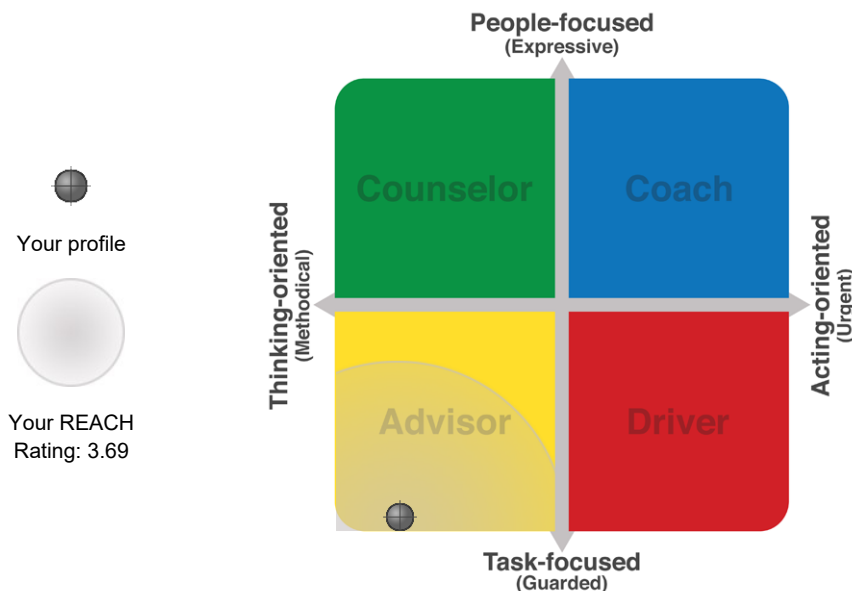 People-focused
(Expressive)
Counselor
Coach
Your profile
Thinking-oriented
(Methodical)
Acting-oriented
(Urgent)
Your REACH
Rating: 3.69
Advisor
Driver
Task-focused
(Guarded)